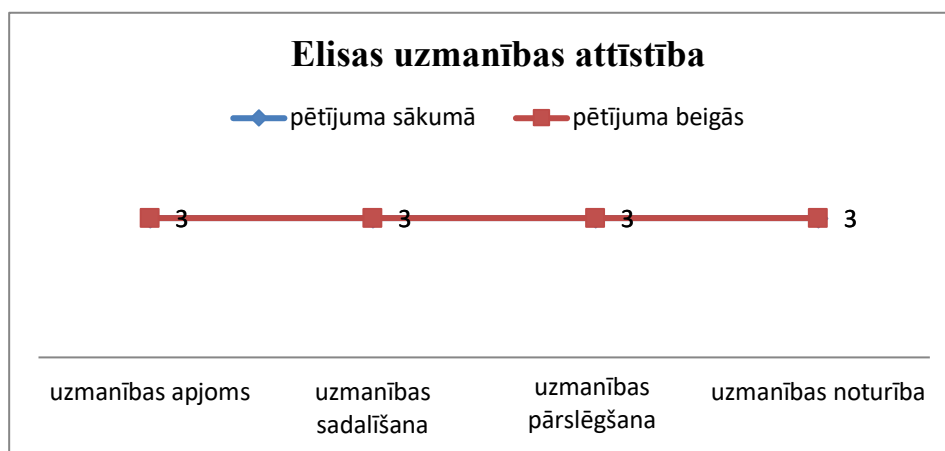 Elisas uzmanības attīstība
pētījuma sākumā pētījuma beigās
3 3 3 3
uzmanības apjoms
uzmanības
sadalīšana
uzmanības
pārslēgšana
uzmanības noturība